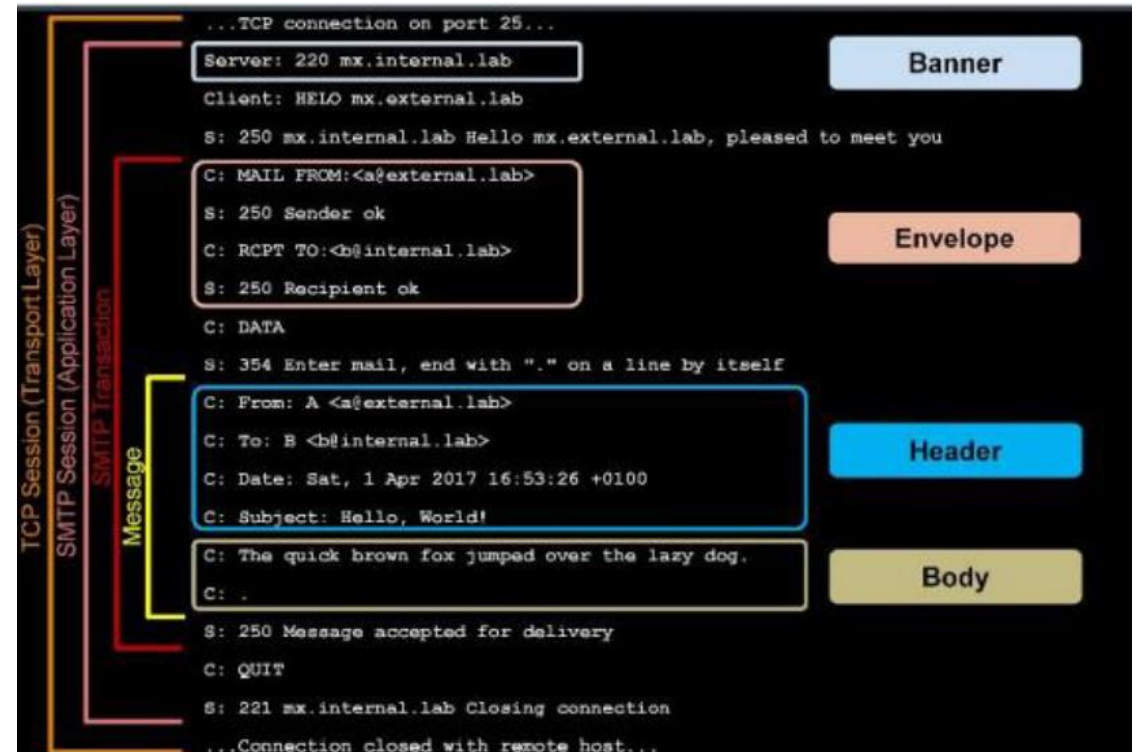 ...TCP connection on port 25...
Server: 220 mx.internal.lab
Banner
Client: HELO mx.external.lab
S: 250 mx.internal.lab Hello mx.external.lab, pleased to meet you
C: MAIL FROM:<a@external.lab>
S: 250 Sender ok
Envelope
C: RCPT TO:<b@internal.lab>
S: 250 Recipient ok
C: DATA
S: 354 Enter mail, end with "." on a line by itself
C: From: A <a@external.lab>
C: To: B <b@internal.lab>
Header
C: Date: Sat, 1 Apr 2017 16:53:26 +0100
C: Subject: Hello, World!
C: The quick brown fox jumped over the lazy dog.
Body
C: .
S: 250 Message accepted for delivery
C: QUIT
S: 221 mx.internal.lab Closing connection
...Connection closed with remote host...
TCP Session (Transport Layer)
SMTP Session (Application Layer)
SMTP Transaction
Message